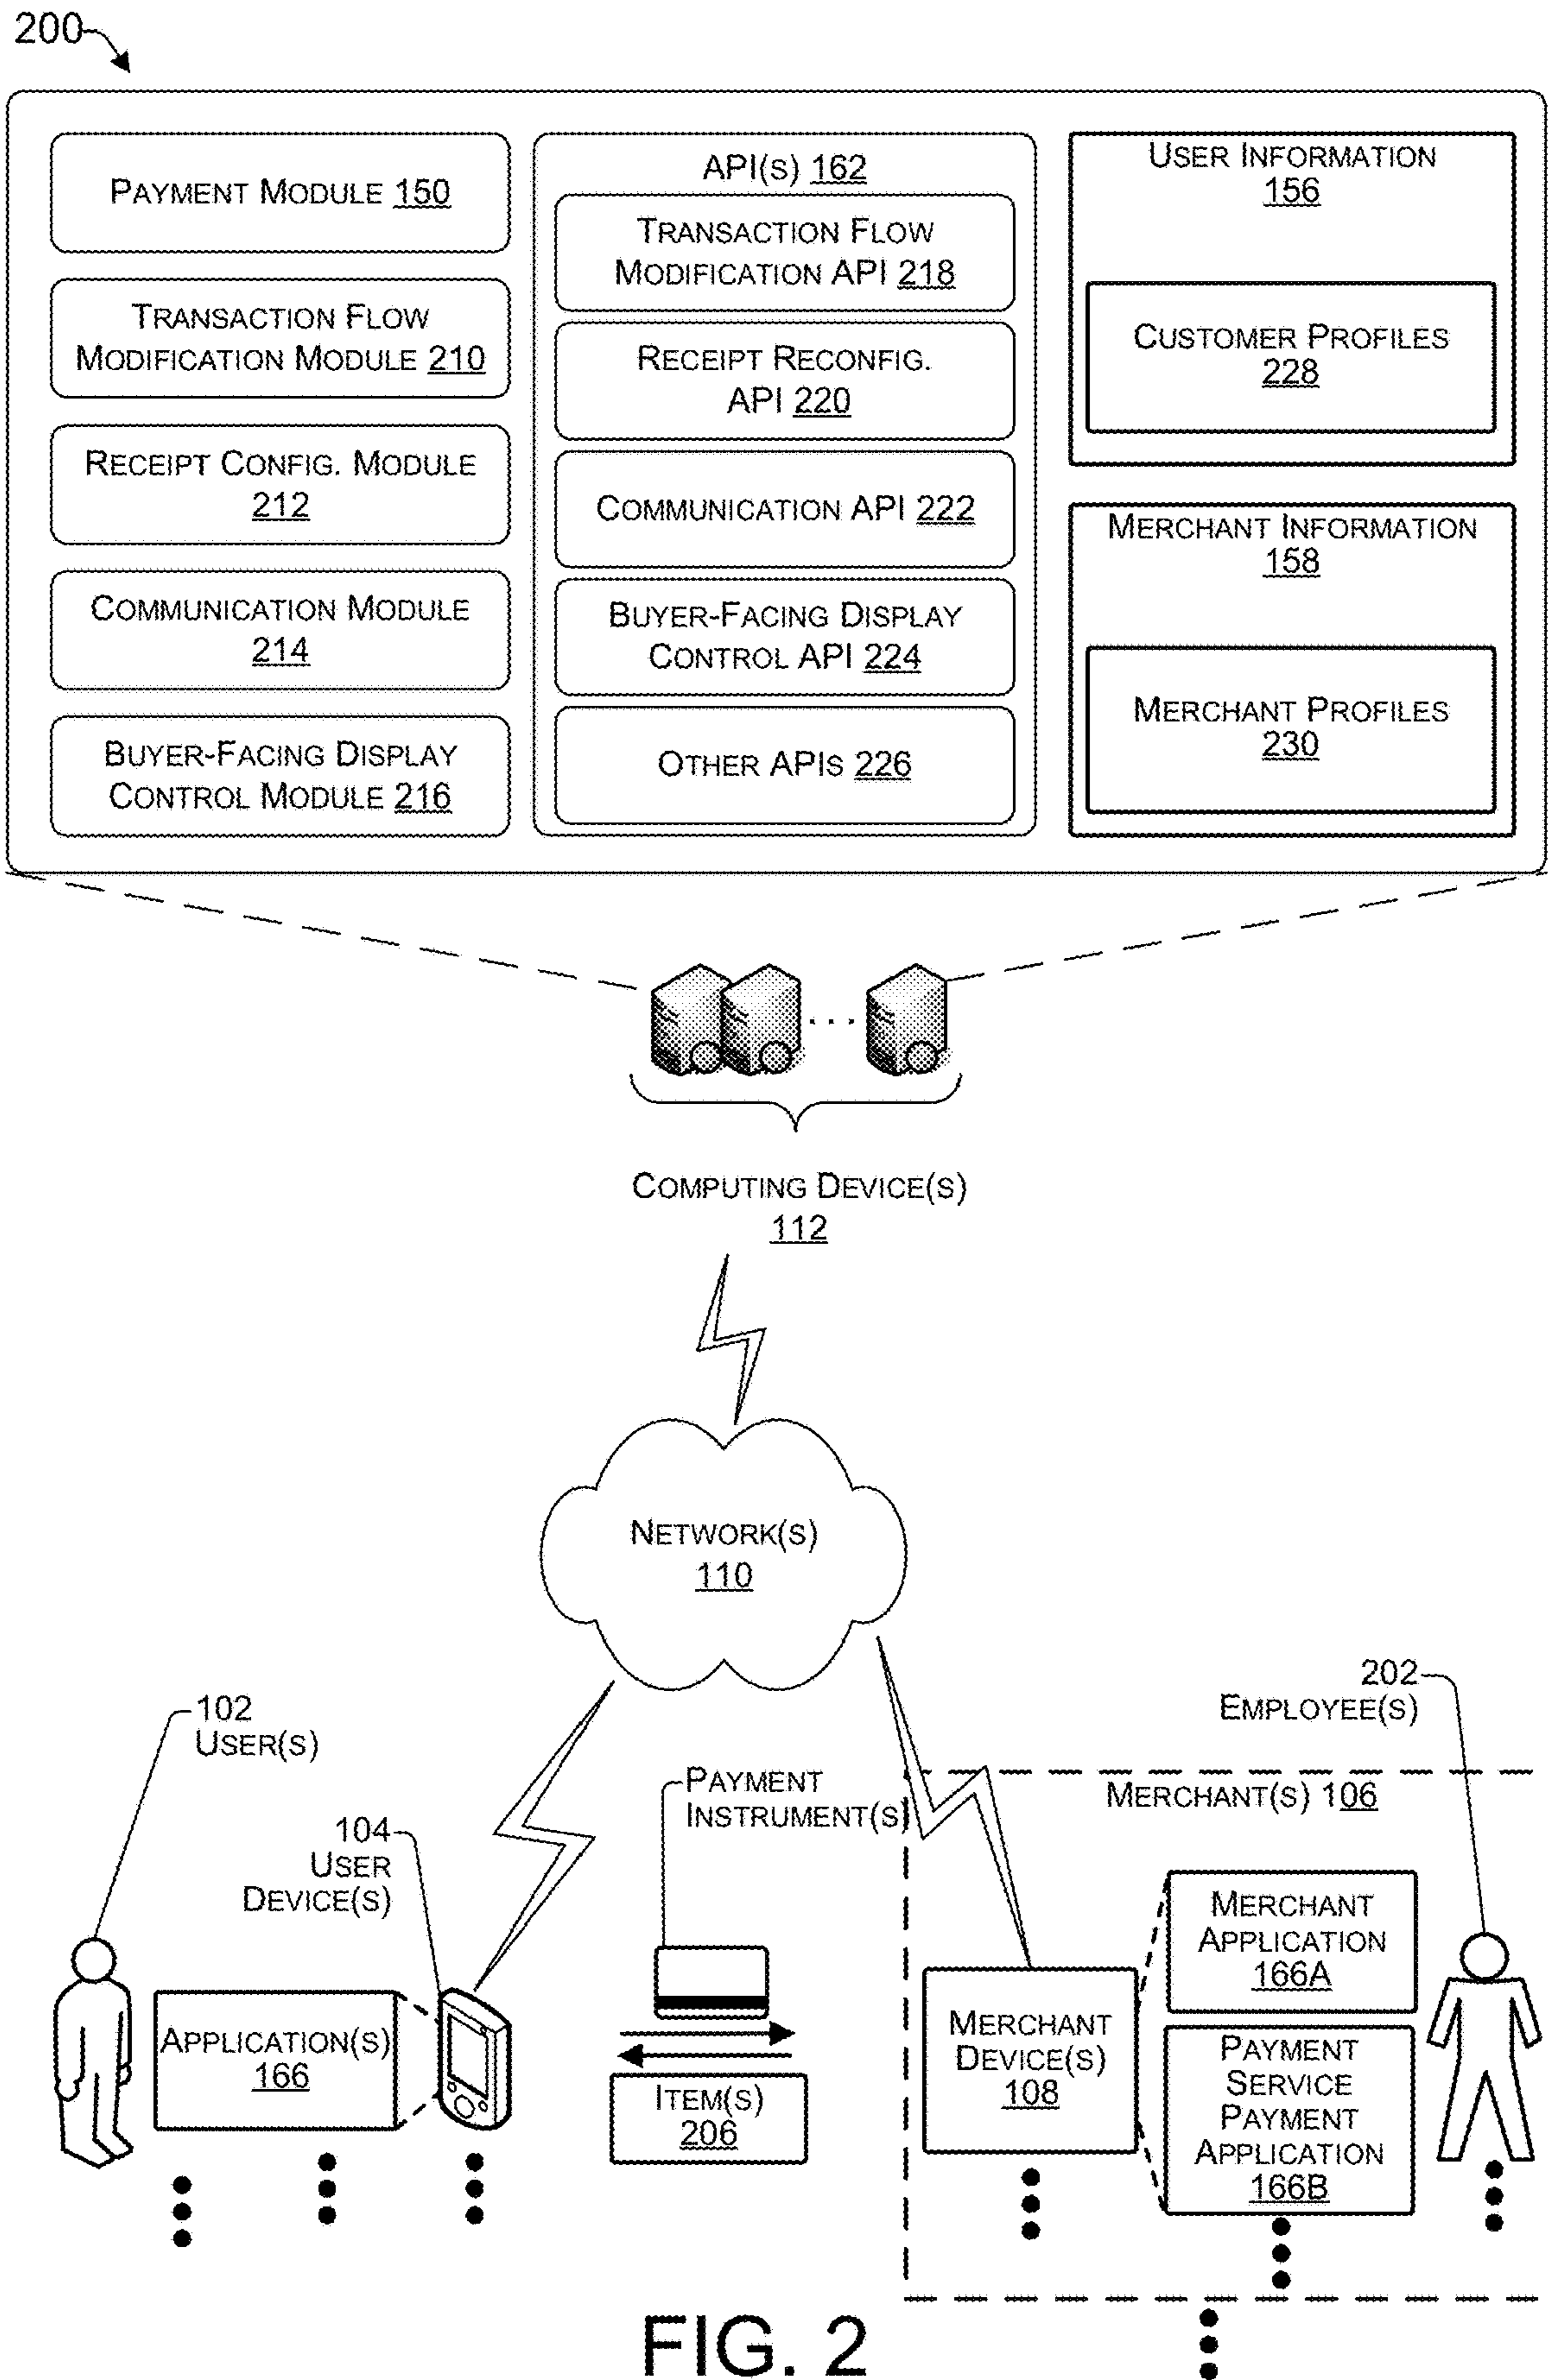 200
PAYMENT MODULE 150
TRANSACTION FLOW
MODIFICATION MODULE 210
RECEIPT CONFIG. MODULE
212
COMMUNICATION MODULE
214
BUYER-FACING DISPLAY
CONTROL MODULE 216
API(S) 162
TRANSACTION FLOW
MODIFICATION API 218
RECEIPT RECONFIG.
API 220
COMMUNICATION API 222
BUYER-FACING DISPLAY
CONTROL API 224
OTHER APIS 226
USER INFORMATION
156
CUSTOMER PROFILES
228
MERCHANT INFORMATION
158
MERCHANT PROFILES
230
COMPUTING DEVICE(S)
112
NETWORK(S)
110
102
USER(S)
104
USER
DEVICE(S)
APPLICATION(S)
166
PAYMENT
INSTRUMENT(S)
ITEM(S)
206
202
EMPLOYEE(S)
MERCHANT(S) 106
MERCHANT
DEVICE(S)
108
MERCHANT
APPLICATION
166A
PAYMENT
SERVICE
PAYMENT
APPLICATION
166B
FIG. 2